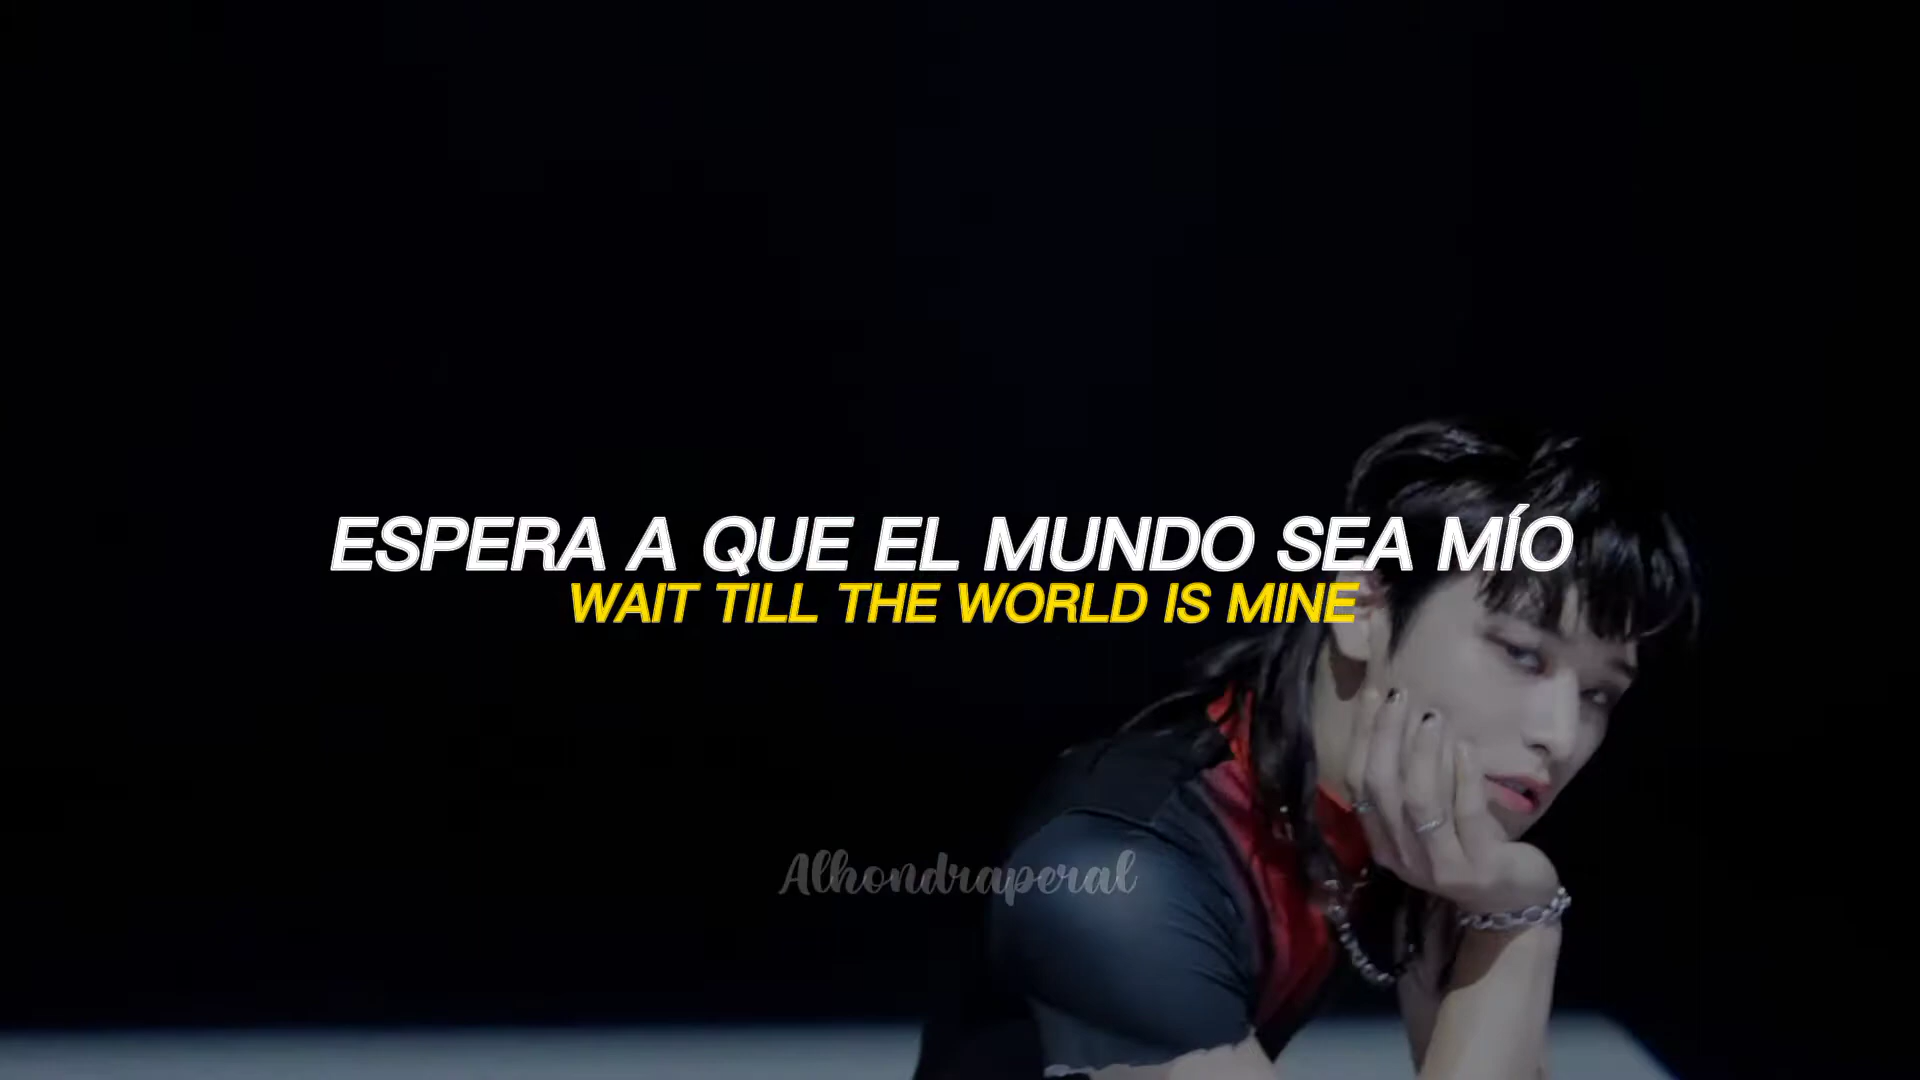 ESPERA A QUE EL MUNDO SEA MÍO
WAIT TILL THE WORLD IS MINE
Alhondraperal